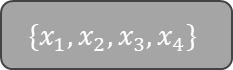 {x₁, x₂, x₃, x₄}